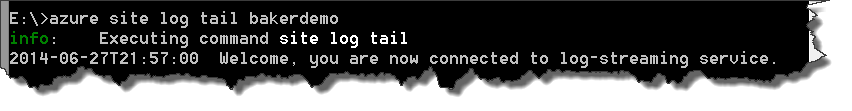 E:\>azure site log tail bakerdemo
info:    Executing command site log tail
2014-06-27T21:57:00  Welcome, you are now connected to log-streaming service.